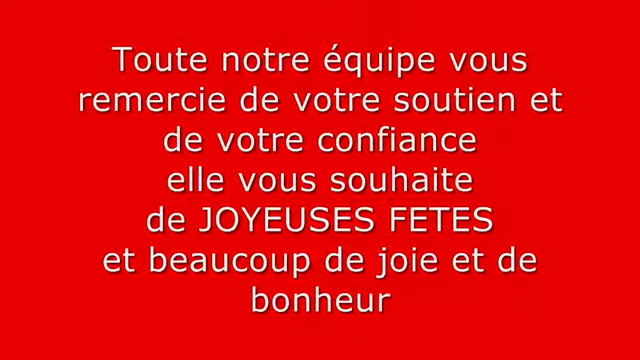 Toute notre équipe vous
remercie de votre soutien et
de votre confiance
elle vous souhaite
de JOYEUSES FETES
et beaucoup de joie et de
bonheur